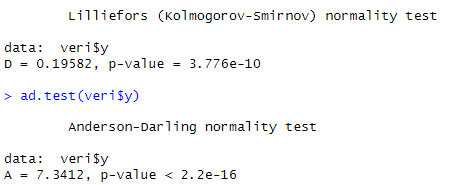 Lilliefors (Kolmogorov-Smirnov) normality test
data:  veri$y
D = 0.19582, p-value = 3.776e-10
> ad.test(veri$y)
Anderson-Darling normality test
data:  veri$y
A = 7.3412, p-value < 2.2e-16